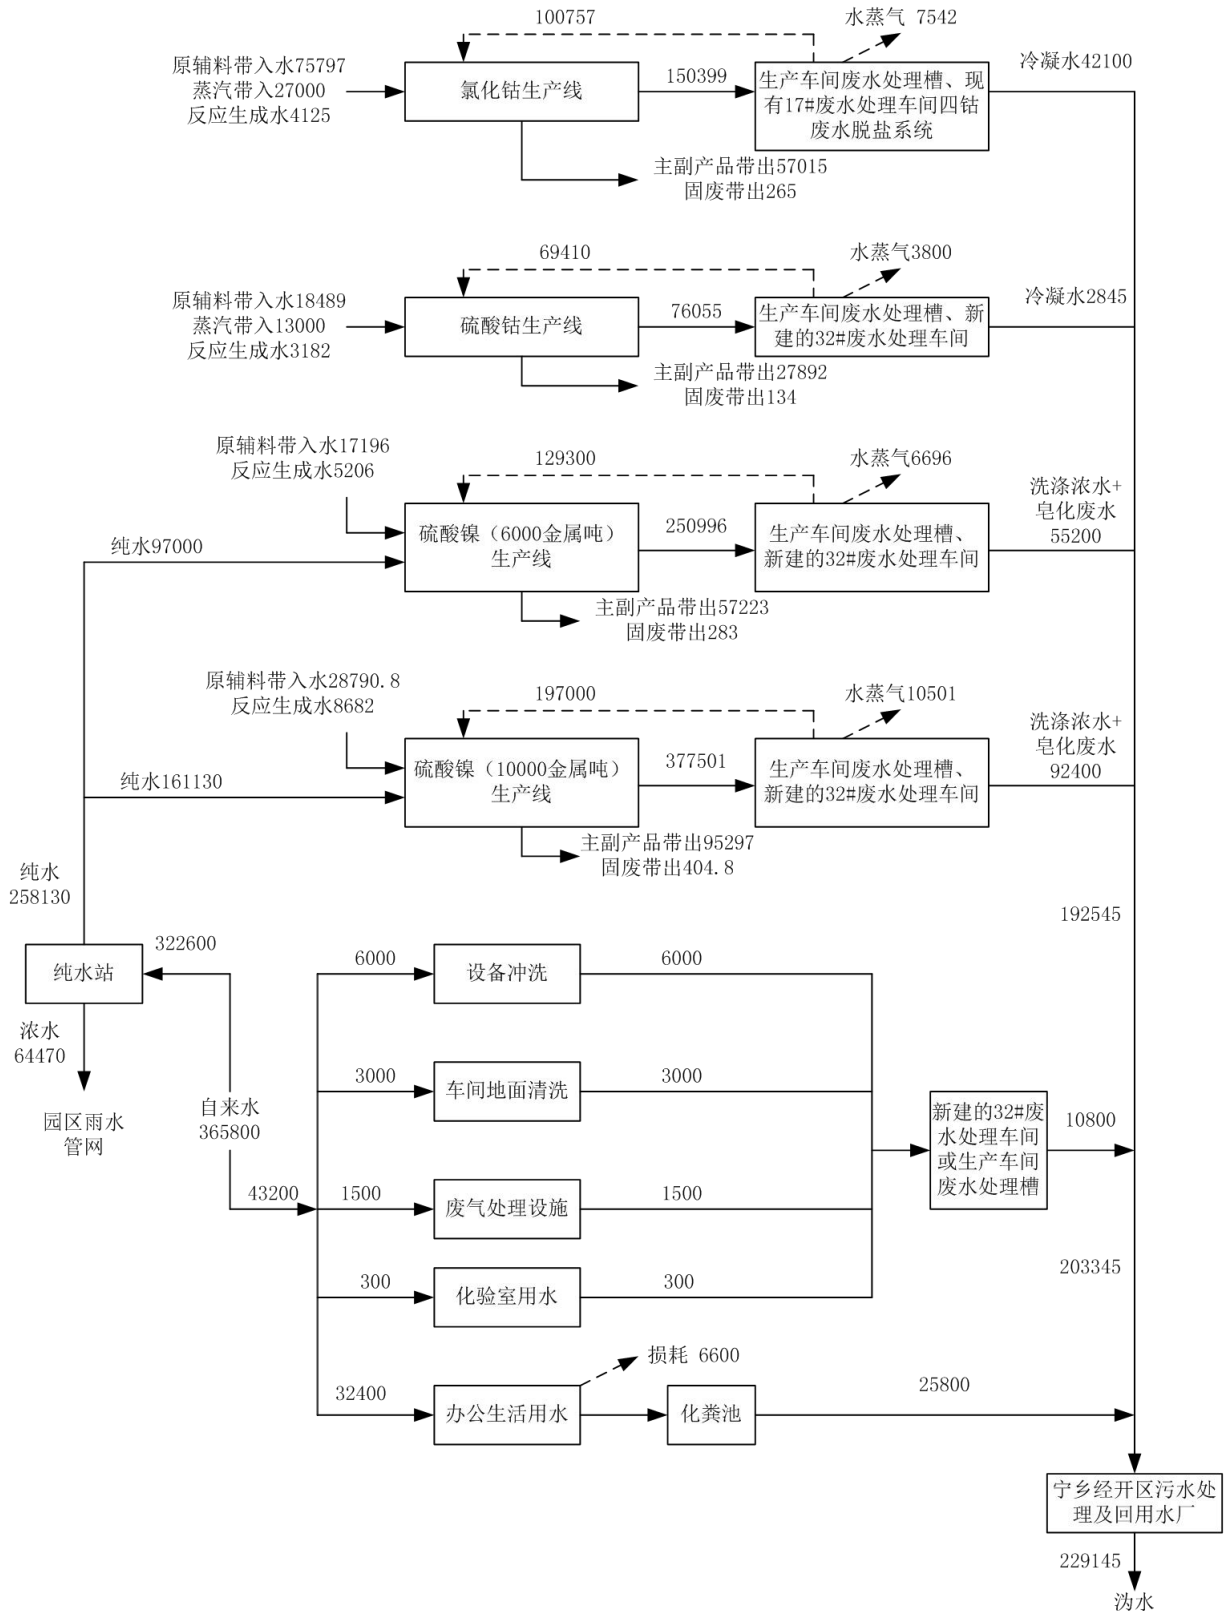 100757
水蒸气 7542
原辅料带入水75797
蒸汽带入27000
反应生成水4125
氯化钴生产线
150399
生产车间废水处理槽、现
有17#废水处理车间四钴
废水脱盐系统
冷凝水42100
主副产品带出57015
固废带出265
69410
水蒸气3800
原辅料带入水18489
蒸汽带入13000
反应生成水3182
硫酸钴生产线
76055
生产车间废水处理槽、新
建的32#废水处理车间
冷凝水2845
主副产品带出27892
固废带出134
原辅料带入水17196
反应生成水5206
129300
水蒸气6696
纯水97000
硫酸镍（6000金属吨）
生产线
250996
生产车间废水处理槽、
新建的32#废水处理车间
洗涤浓水+
皂化废水
55200
主副产品带出57223
固废带出283
原辅料带入水28790.8
反应生成水8682
197000
水蒸气10501
纯水161130
硫酸镍（10000金属吨）
生产线
377501
生产车间废水处理槽、
新建的32#废水处理车间
洗涤浓水+
皂化废水
92400
主副产品带出95297
固废带出404.8
纯水
258130
192545
纯水站
322600
6000
设备冲洗
6000
浓水
64470
园区雨水
管网
3000
车间地面清洗
3000
自来水
365800
新建的32#废
水处理车间
或生产车间
废水处理槽
10800
43200
1500
废气处理设施
1500
300
化验室用水
300
203345
损耗 6600
32400
办公生活用水
化粪池
25800
宁乡经开区污水处
理及回用水厂
229145
沩水